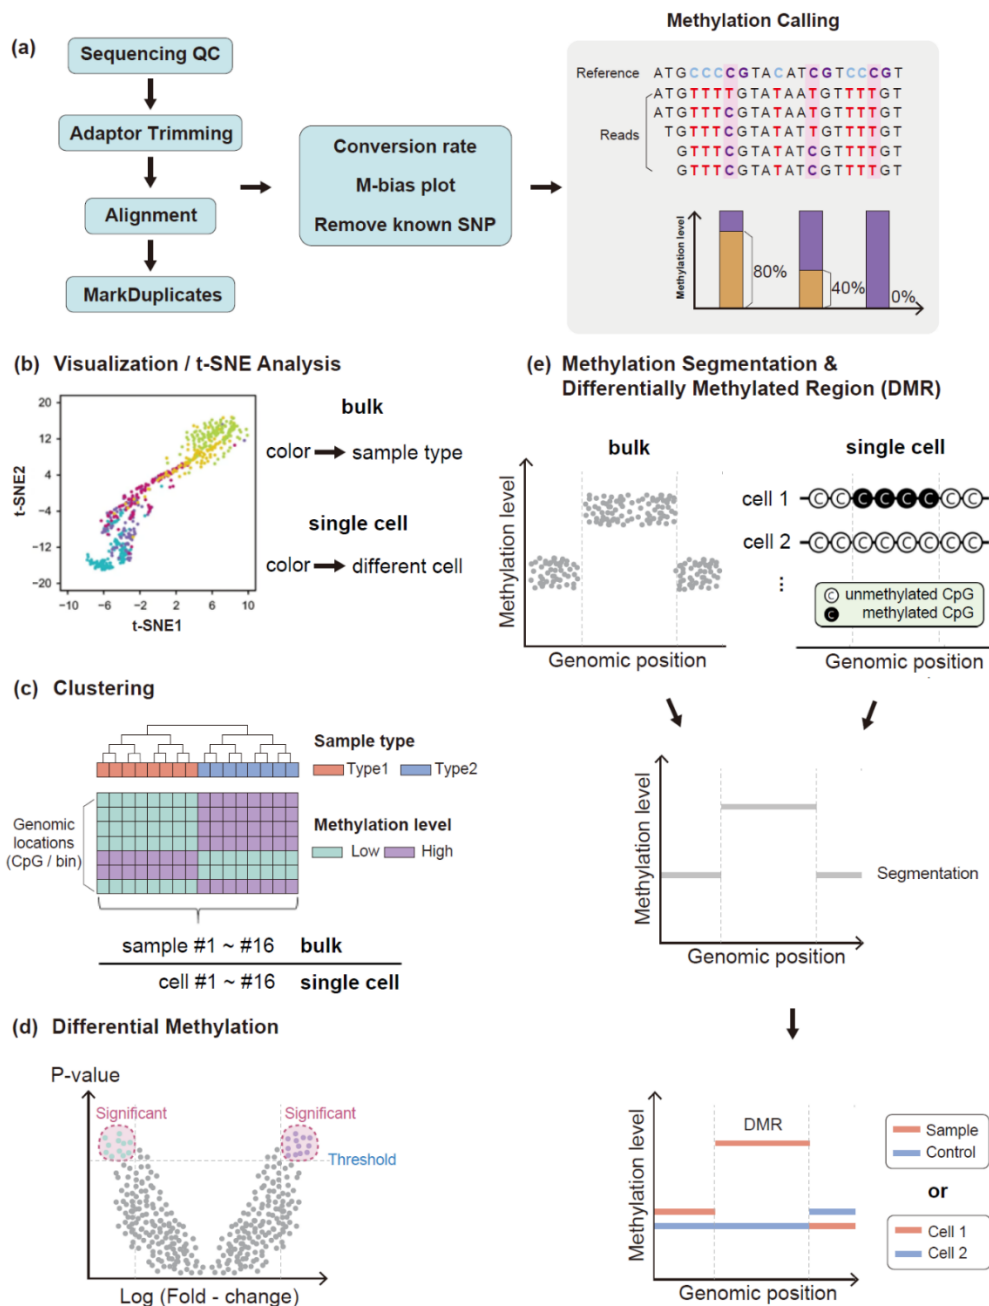 (a)
Sequencing QC
Adaptor Trimming
Alignment
MarkDuplicates
Conversion rate
M-bias plot
Remove known SNP
Methylation Calling
Reference ATGCCCCGTACATCGTCCCGT
Reads
ATGTTTTGTATAATGTTTTGT
ATGTTTCGTATAATGTTTTGT
TGTTTCGTATATTGTTTTGT
GTTTCGTATATCGTTTTGT
GTTTCGTATATCGTTTTGT
Methylation level
80%
40%
0%
(b) Visualization / t-SNE Analysis
t-SNE2
20
12
4
−4
−12
−20
−10 −6 −2 2 6 10
t-SNE1
bulk
color sample type
single cell
color different cell
(c) Clustering
Sample type
Type1 Type2
Genomic
locations
(CpG / bin)
Methylation level
Low High
sample #1 ~ #16 bulk
cell #1 ~ #16 single cell
(d) Differential Methylation
P-value
Significant
Significant
Threshold
Log (Fold - change)
(e) Methylation Segmentation &
Differentially Methylated Region (DMR)
bulk
Methylation level
Genomic position
single cell
cell 1 C C C C C C C
cell 2 C C C C C C C
⋮
C unmethylated CpG
C methylated CpG
Genomic position
Methylation level
Segmentation
Genomic position
Methylation level
DMR
Genomic position
Sample
Control
or
Cell 1
Cell 2